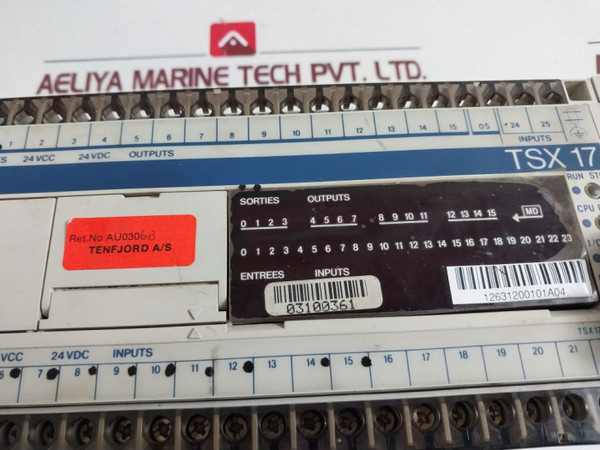 AELIYA MARINE TECH PVT. LTD.
1 2 3 4 5 6 7 8 9 10 11 12 13 14 15 05 24 25
24 VCC 24 VDC OUTPUTS
INPUTS
TSX 17
RUN
CPU
SORTIES OUTPUTS
0 1 2 3 4 5 6 7 8 9 10 11 12 13 14 15 MD
0 1 2 3 4 5 6 7 8 9 10 11 12 13 14 15 16 17 18 19 20 21 22 23
ENTREES INPUTS
Ref.No AU0306B
TENFJORD A/S
03100361
12631200101A04
TSX17
VCC 24 VDC INPUTS
6 7 8 9 10 11 12 13 14 15 16 17 18 19 20 21